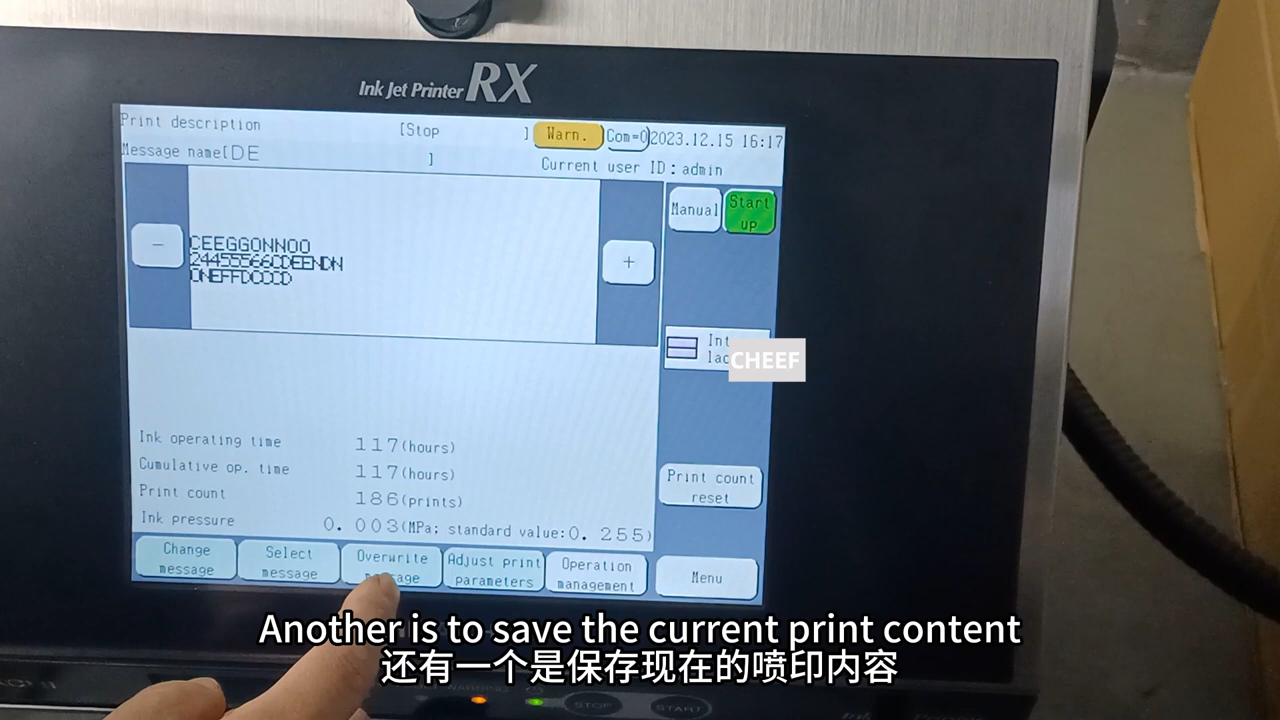 Ink Jet Printer RX
Print description [Stop ] Warn. Com=0 2023.12.15 16:17
Message name[DE ] Current user ID:admin
Manual
Start up
-
CEEGGONNOO
24455566CDEENDN
+
CHEEF
Ink operating time 117(hours)
Cumulative op. time 117(hours)
Print count 186(prints)
Ink pressure 0.003(MPa; standard value:0.255)
Print count
reset
Change
message
Select
message
Overwrite
Adjust print
parameters
Operation
management
Menu
Another is to save the current print content
还有一个是保存现在的喷印内容
STOP
START